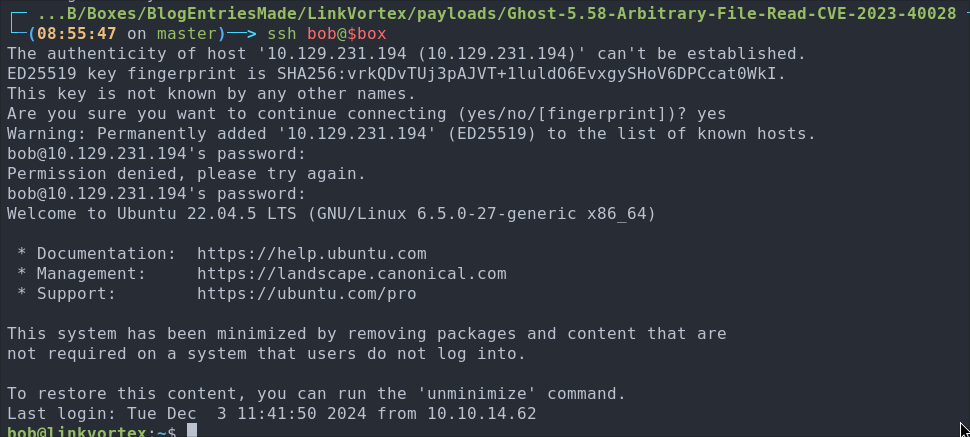 ...B/Boxes/BlogEntriesMade/LinkVortex/payloads/Ghost-5.58-Arbitrary-File-Read-CVE-2023-40028
(08:55:47 on master)──> ssh bob@$box
The authenticity of host '10.129.231.194 (10.129.231.194)' can't be established.
ED25519 key fingerprint is SHA256:vrkQDvTUj3pAJVT+1luldO6EvxgySHoV6DPCcat0WkI.
This key is not known by any other names.
Are you sure you want to continue connecting (yes/no/[fingerprint])? yes
Warning: Permanently added '10.129.231.194' (ED25519) to the list of known hosts.
bob@10.129.231.194's password:
Permission denied, please try again.
bob@10.129.231.194's password:
Welcome to Ubuntu 22.04.5 LTS (GNU/Linux 6.5.0-27-generic x86_64)
* Documentation:  https://help.ubuntu.com
* Management:     https://landscape.canonical.com
* Support:        https://ubuntu.com/pro
This system has been minimized by removing packages and content that are
not required on a system that users do not log into.
To restore this content, you can run the 'unminimize' command.
Last login: Tue Dec  3 11:41:50 2024 from 10.10.14.62
bob@linkvortex:~$